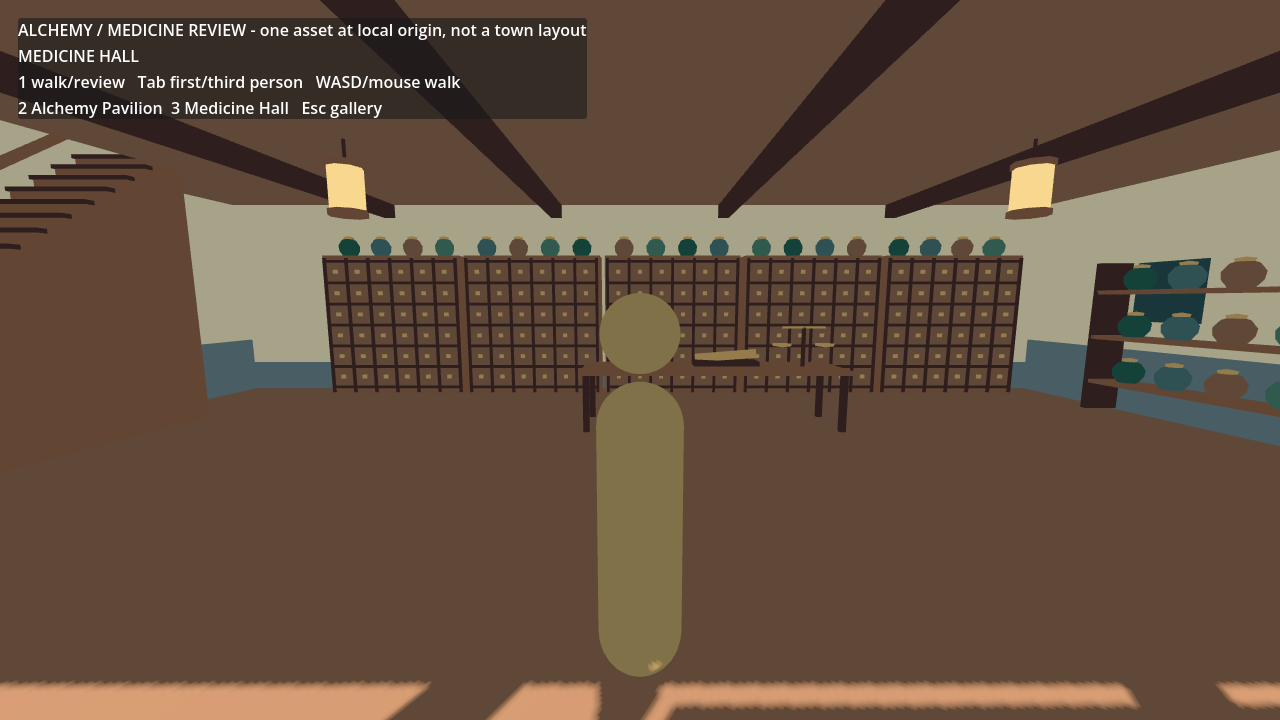 ALCHEMY / MEDICINE REVIEW - one asset at local origin, not a town layout
MEDICINE HALL
1 walk/review   Tab first/third person   WASD/mouse walk
2 Alchemy Pavilion  3 Medicine Hall   Esc gallery